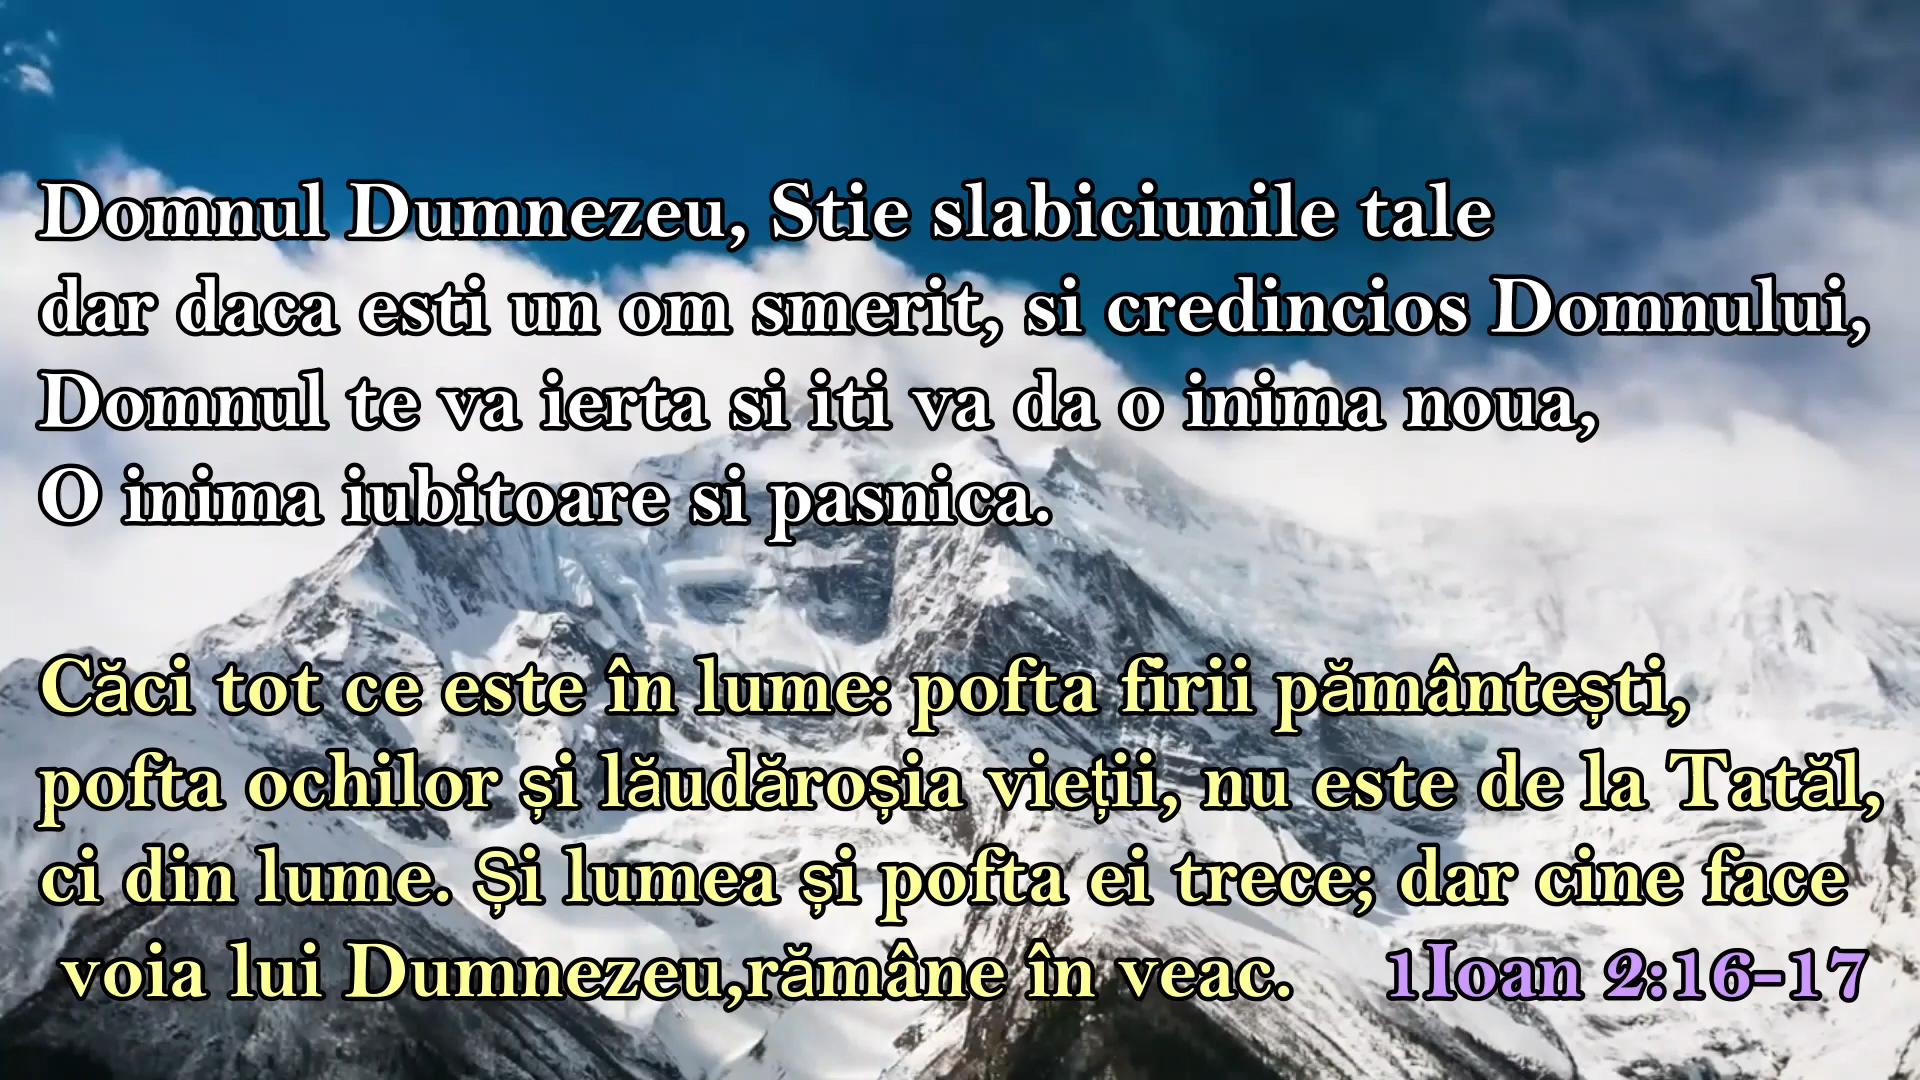 Domnul Dumnezeu, Stie slabiciunile tale
dar daca esti un om smerit, si credincios Domnului,
Domnul te va ierta si iti va da o inima noua,
O inima iubitoare si pasnica.
Căci tot ce este în lume: pofta firii pământești,
pofta ochilor și lăudăroșia vieții, nu este de la Tatăl,
ci din lume. Și lumea și pofta ei trece; dar cine face
voia lui Dumnezeu,rămâne în veac. 1Ioan 2:16-17